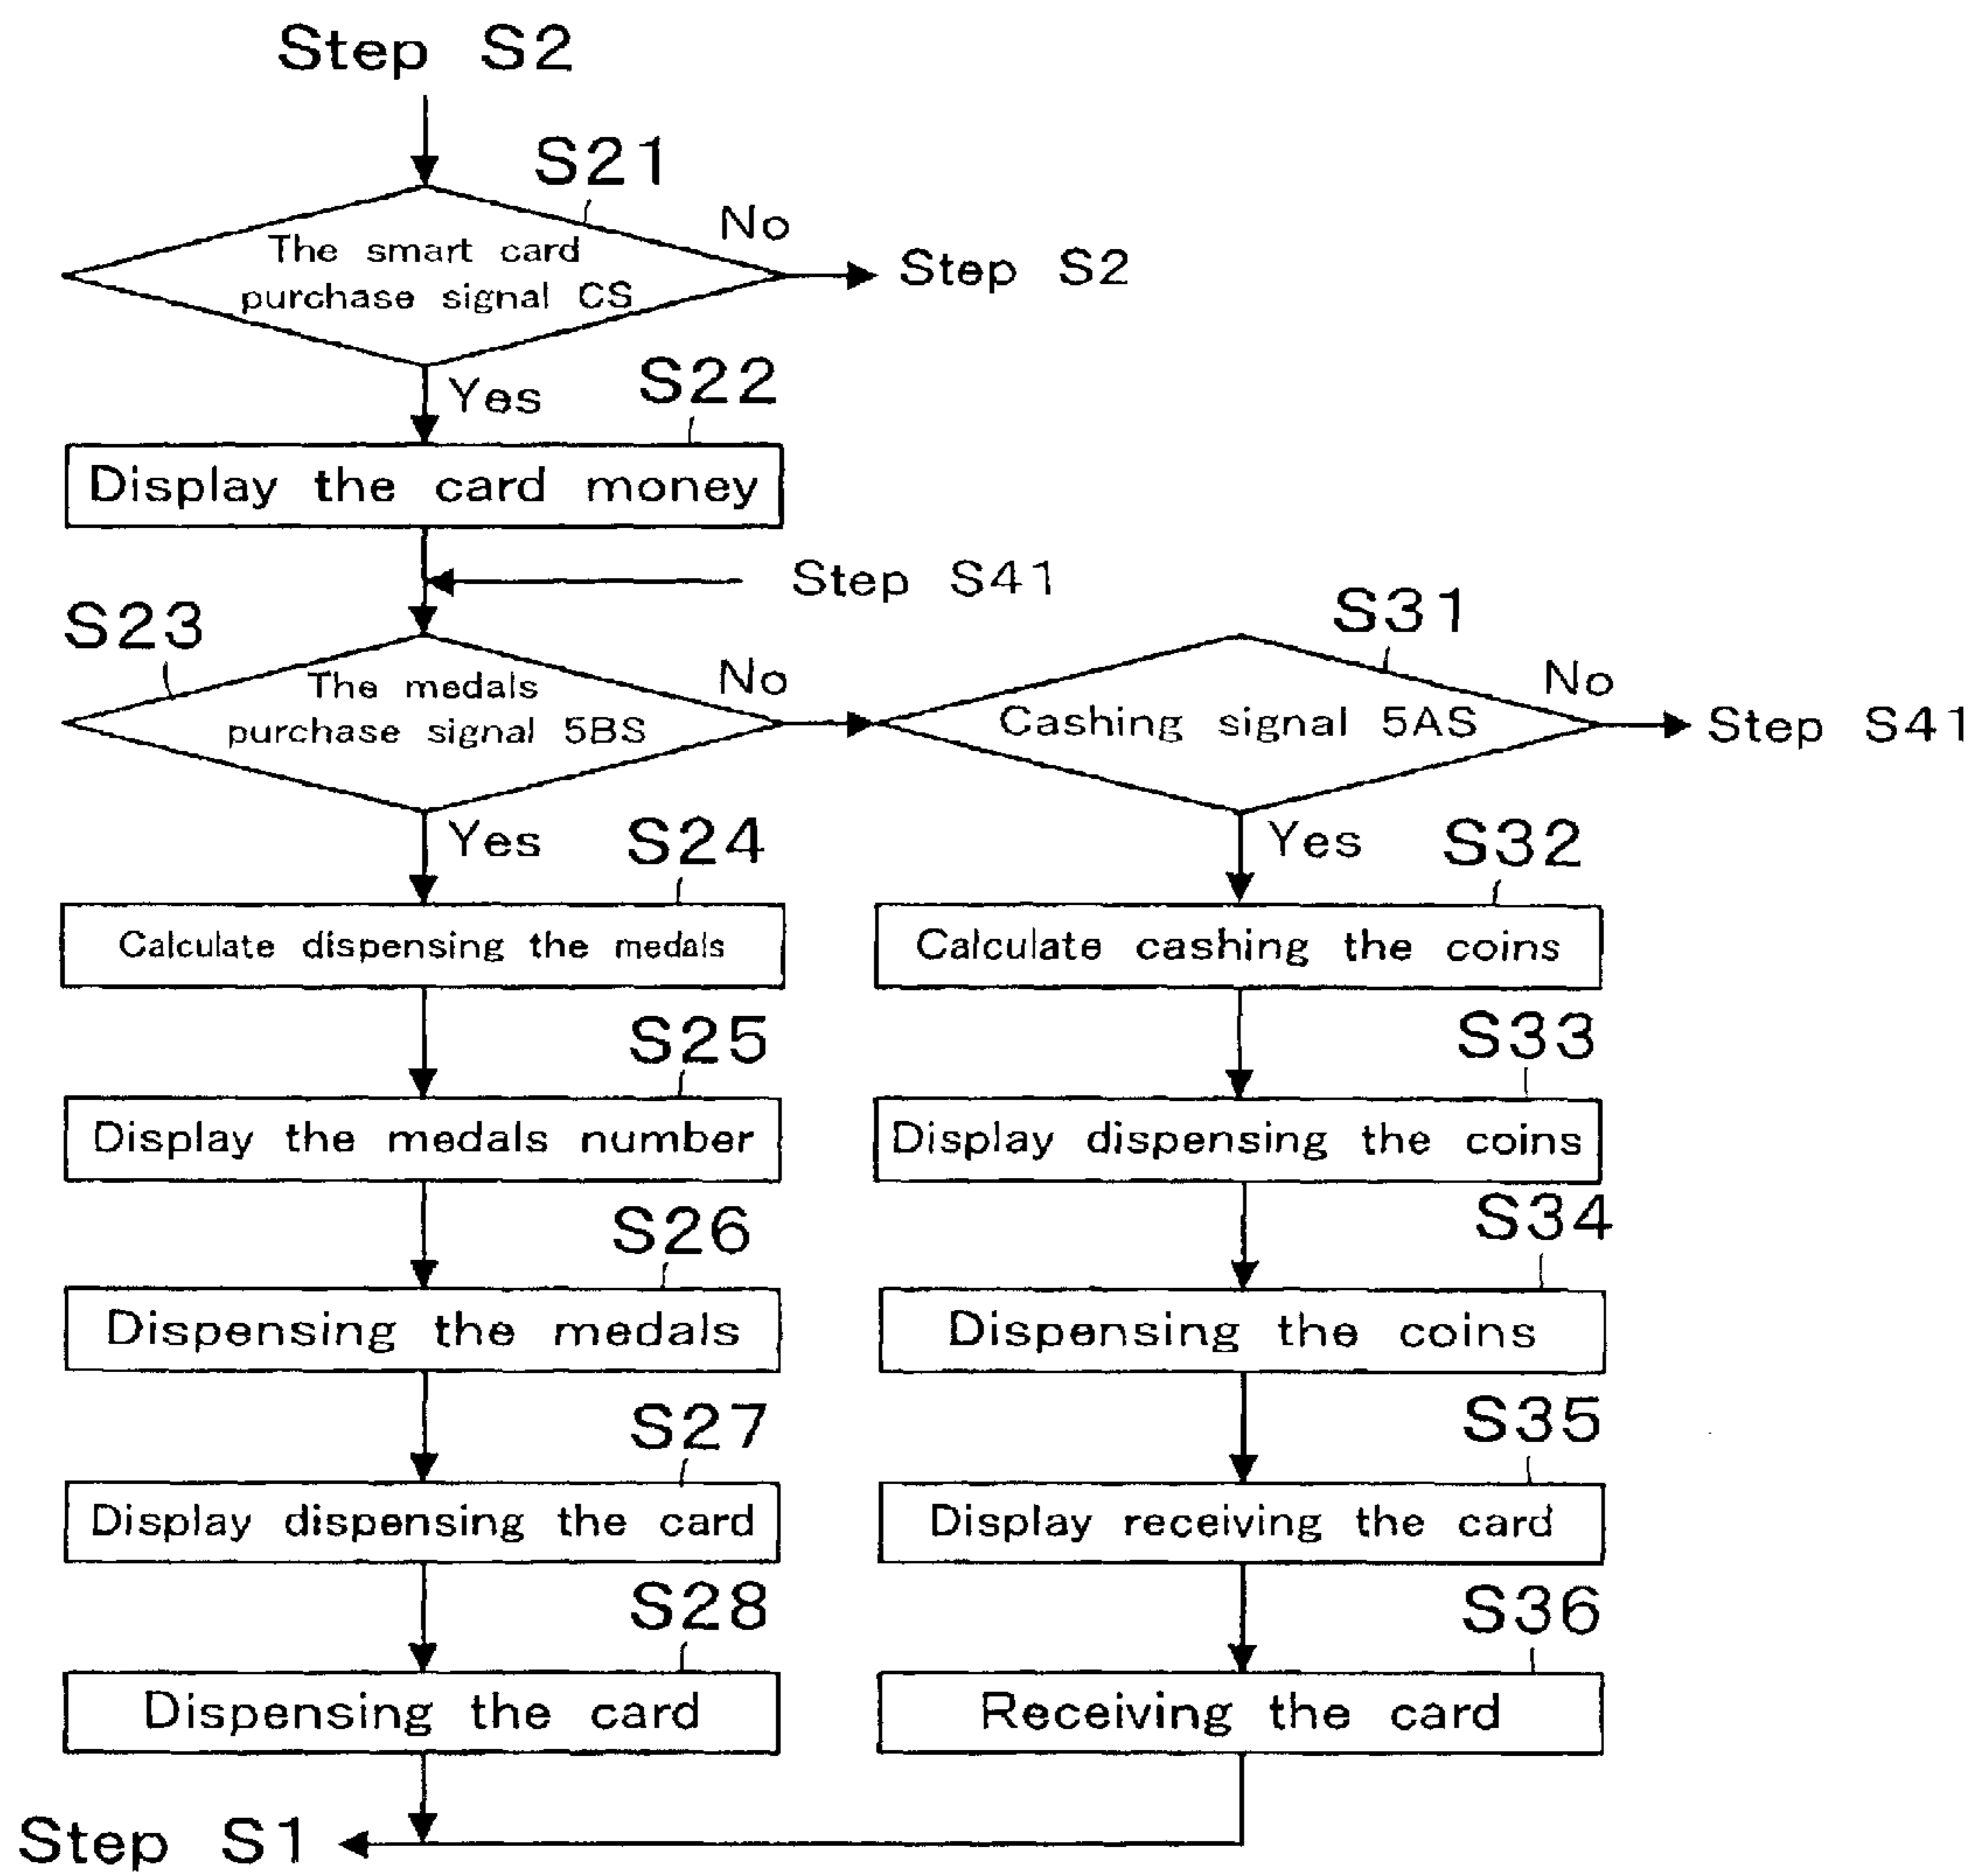 Step S2
S21
The smart card
purchase signal CS
No
Step S2
Yes
S22
Display the card money
Step S41
S23
The medals
purchase signal 5BS
No
S31
Cashing signal 5AS
No
Step S41
Yes
S24
Yes
S32
Calculate dispensing the medals
Calculate cashing the coins
S25
S33
Display the medals number
Display dispensing the coins
S26
S34
Dispensing the medals
Dispensing the coins
S27
S35
Display dispensing the card
Display receiving the card
S28
S36
Dispensing the card
Receiving the card
Step S1